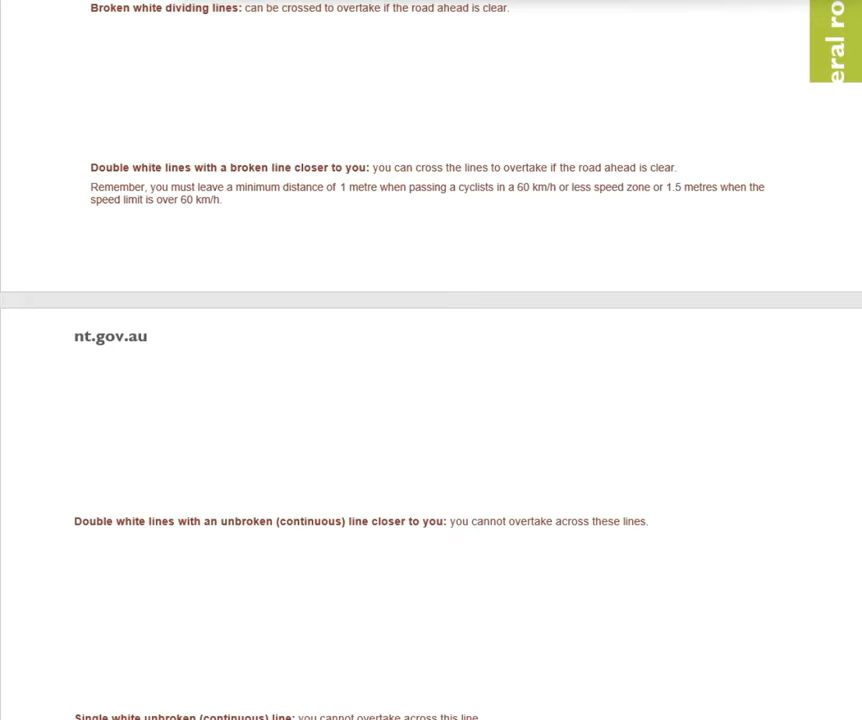 Broken white dividing lines: can be crossed to overtake if the road ahead is clear.
eral ro
Double white lines with a broken line closer to you: you can cross the lines to overtake if the road ahead is clear.
Remember, you must leave a minimum distance of 1 metre when passing a cyclists in a 60 km/h or less speed zone or 1.5 metres when the
speed limit is over 60 km/h.
nt.gov.au
Double white lines with an unbroken (continuous) line closer to you: you cannot overtake across these lines.
Single white unbroken (continuous) line: you cannot overtake across this line